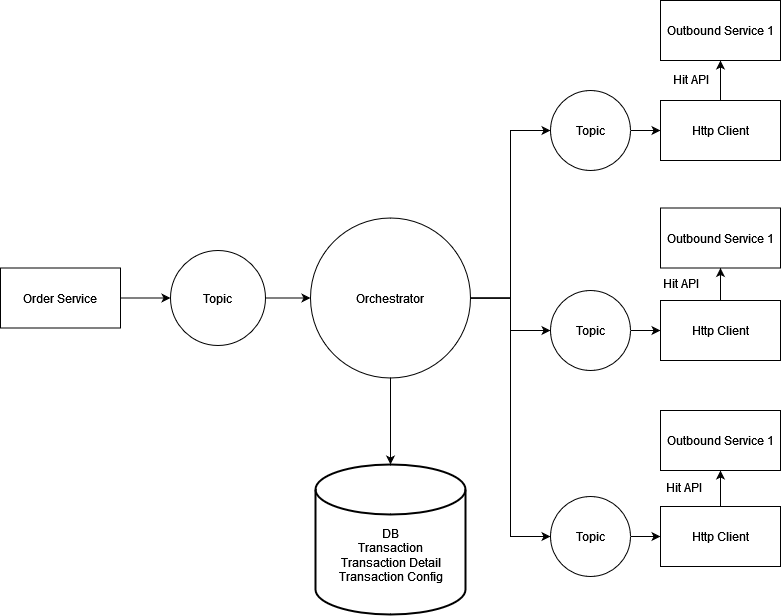 Outbound Service 1
Hit API
Topic
Http Client
Outbound Service 1
Hit API
Order Service
Topic
Orchestrator
Topic
Http Client
Outbound Service 1
Hit API
DB
Transaction
Transaction Detail
Transaction Config
Topic
Http Client